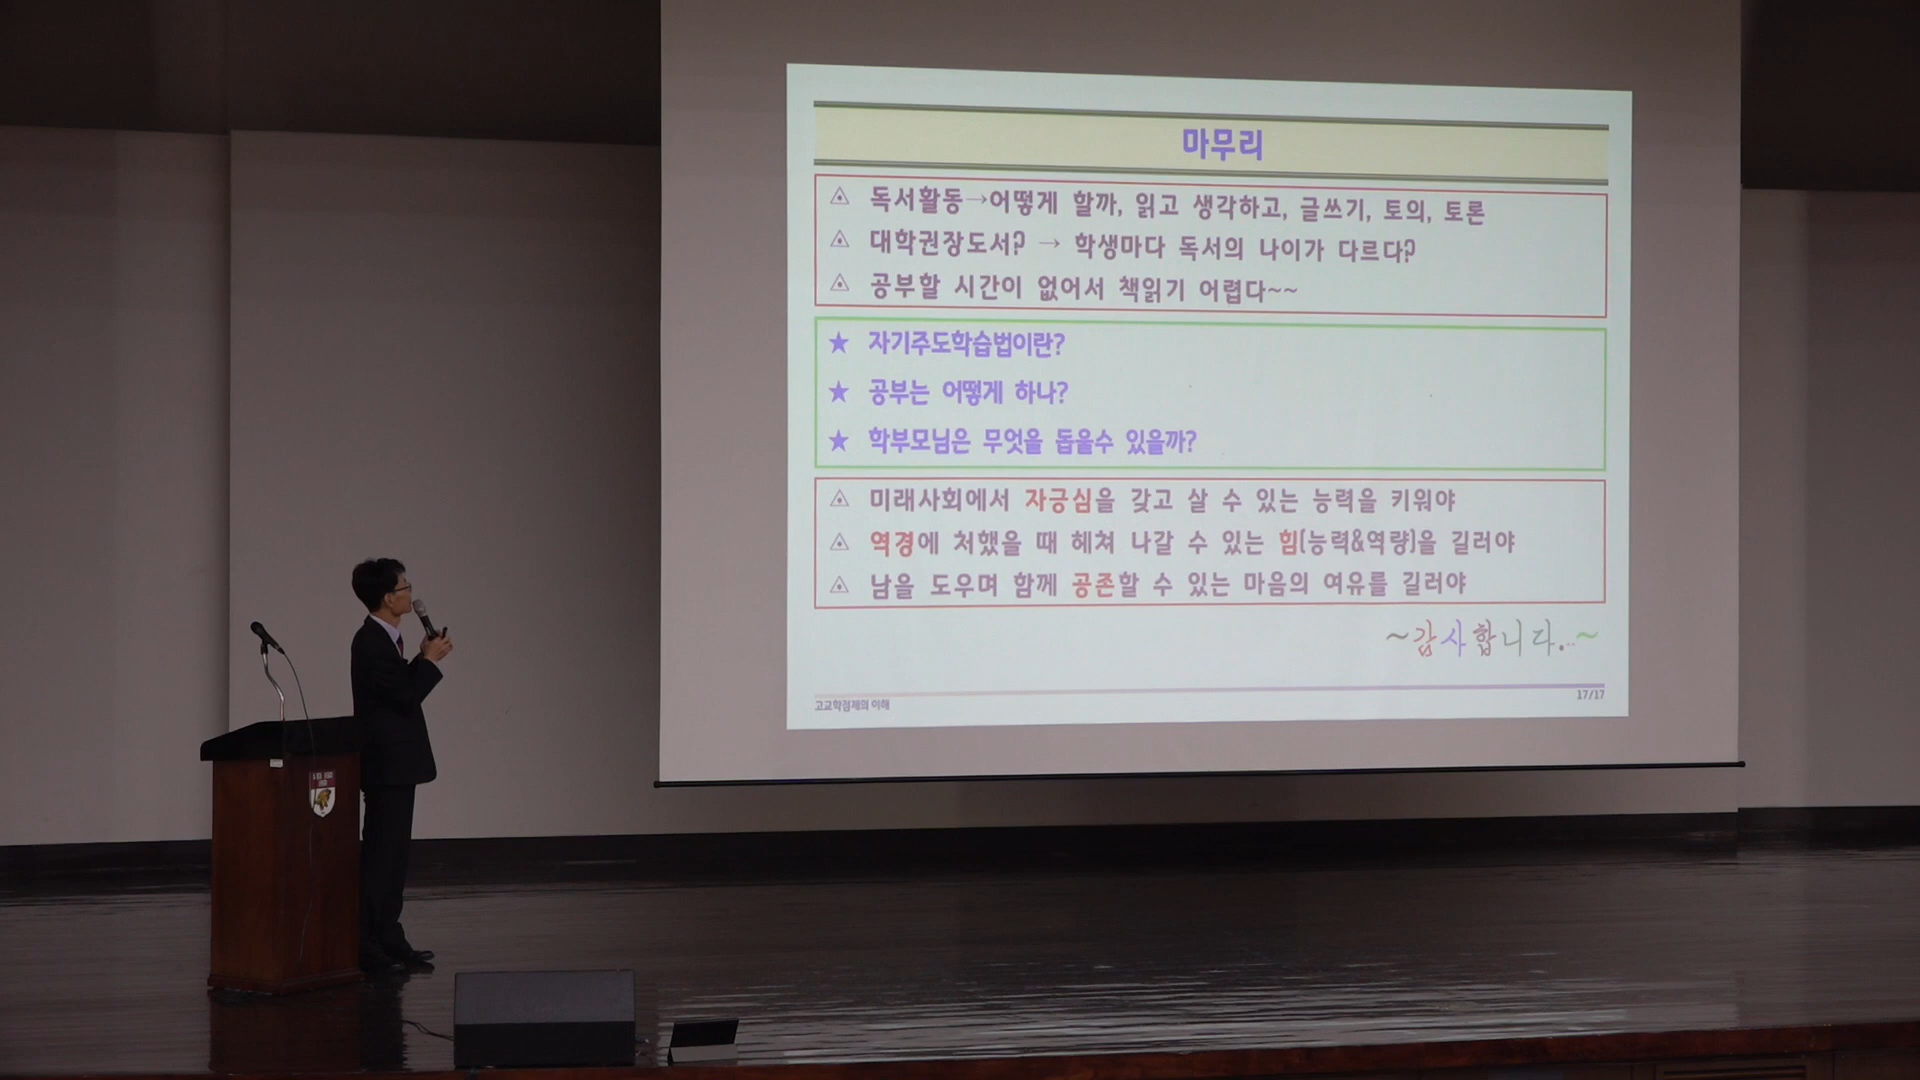 마무리
독서활동→어떻게 할까, 읽고 생각하고, 글쓰기, 토의, 토론
대학권장도서? → 학생마다 독서의 나이가 다르다?
공부할 시간이 없어서 책읽기 어렵다~~
★ 자기주도학습법이란?
★ 공부는 어떻게 하나?
★ 학부모님은 무엇을 돕을수 있을까?
미래사회에서 자긍심을 갖고 살 수 있는 능력을 키워야
역경에 처했을 때 헤쳐 나갈 수 있는 힘(능력&역량)을 길러야
남을 도우며 함께 공존할 수 있는 마음의 여유를 길러야
~감사합니다...~
고교학점제의 이해
17/17